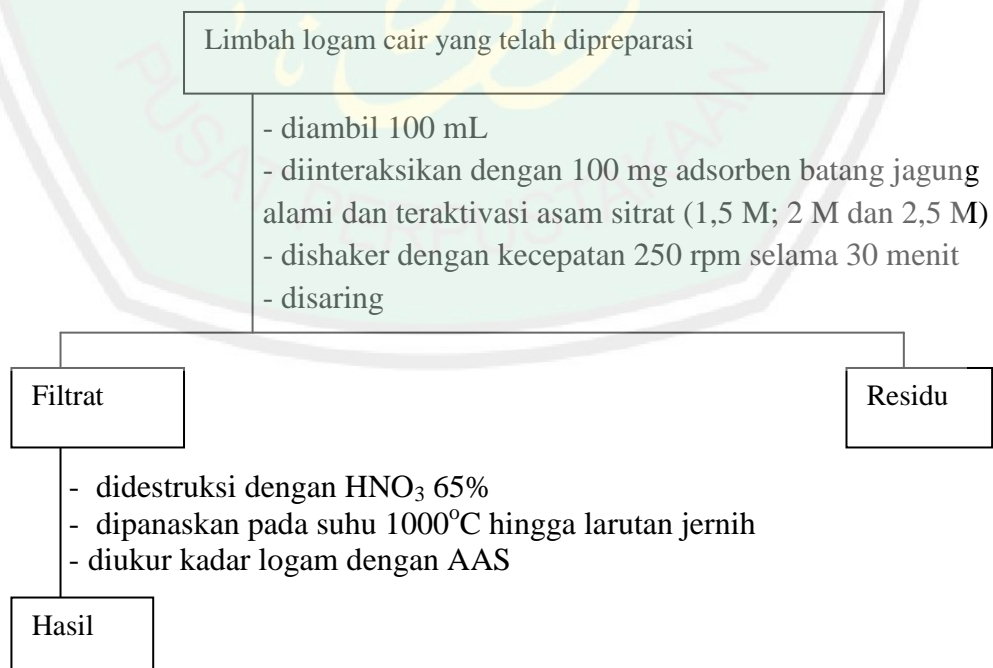 Limbah logam cair yang telah dipreparasi
- diambil 100 mL
- diinteraksikan dengan 100 mg adsorben batang jagung
alami dan teraktivasi asam sitrat (1,5 M; 2 M dan 2,5 M)
- dishaker dengan kecepatan 250 rpm selama 30 menit
- disaring
Filtrat
Residu
- didestruksi dengan HNO₃ 65%
- dipanaskan pada suhu 1000°C hingga larutan jernih
- diukur kadar logam dengan AAS
Hasil
PUSAT PERPUSTAKAAN